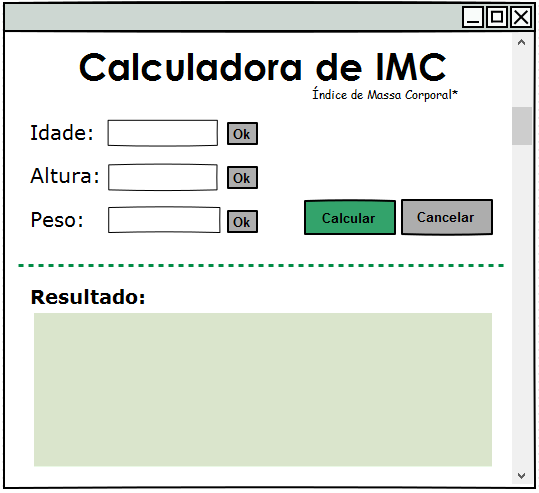 Calculadora de IMC
Índice de Massa Corporal*
Idade: Ok
Altura: Ok
Peso: Ok Calcular Cancelar
Resultado: